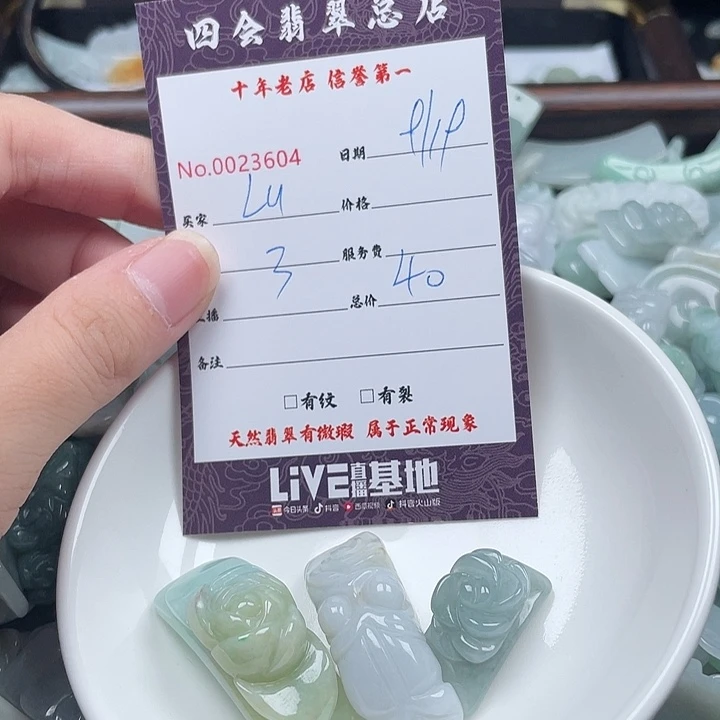 四会翡翠总店
十年老店 信誉第一
No.0023604 日期
买家 Lu 价格
3 服务费 40
播 总价
备注
□有纹 □有裂
天然翡翠有微瑕 属于正常现象
LiVE直播基地
今日头条 抖音 西瓜视频 抖音火山版